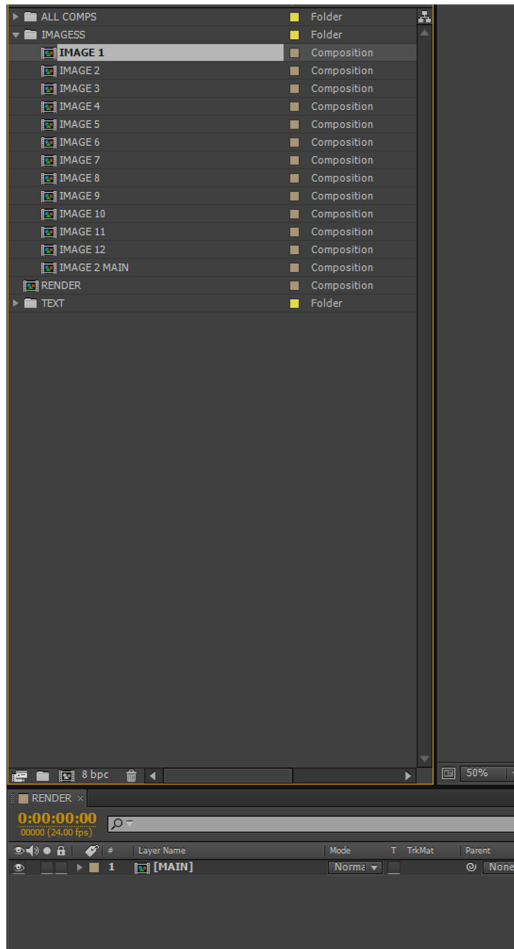 ALL COMPS Folder
IMAGESS Folder
IMAGE 1 Composition
IMAGE 2 Composition
IMAGE 3 Composition
IMAGE 4 Composition
IMAGE 5 Composition
IMAGE 6 Composition
IMAGE 7 Composition
IMAGE 8 Composition
IMAGE 9 Composition
IMAGE 10 Composition
IMAGE 11 Composition
IMAGE 12 Composition
IMAGE 2 MAIN Composition
RENDER Composition
TEXT Folder
8 bpc 50%
RENDER ×
0:00:00:00
00000 (24.00 fps)
# Layer Name Mode T TrkMat Parent
1 [MAIN] Norma None